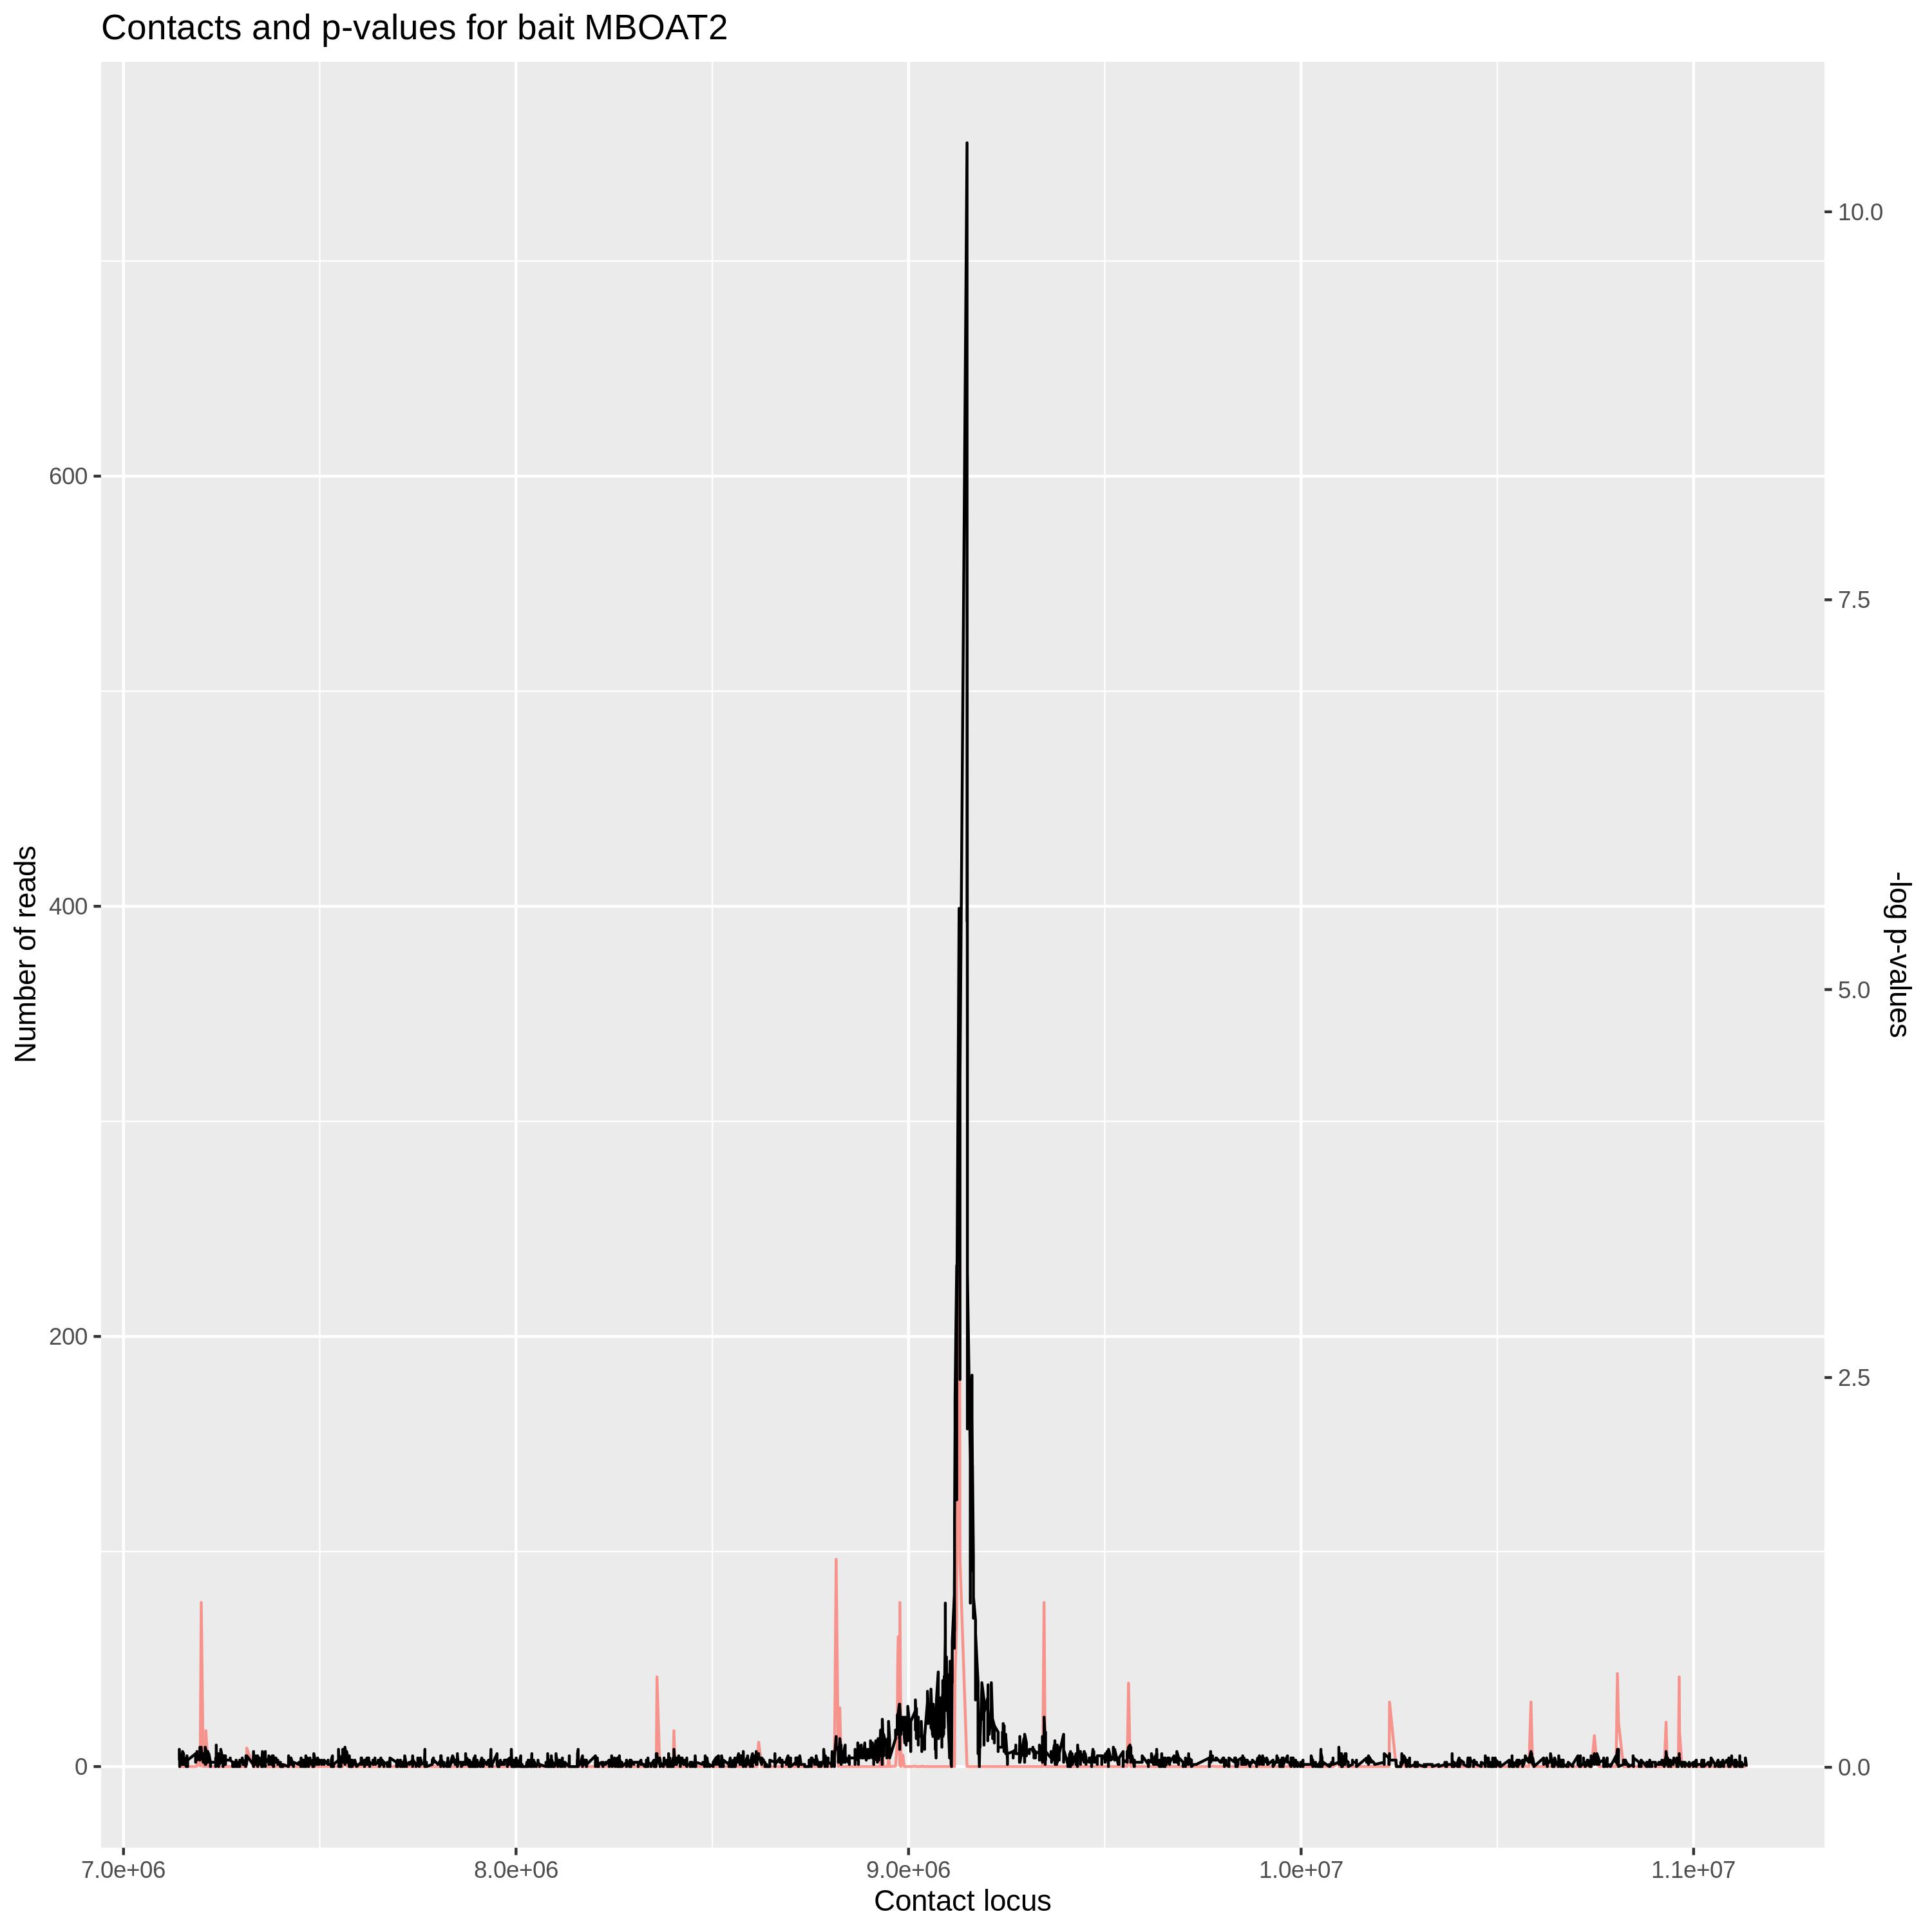 Contacts and p-values for bait MBOAT2
10.0
600
7.5
400
5.0
Number of reads
-log p-values
200
2.5
0
0.0
7.0e+06 8.0e+06 9.0e+06 1.0e+07 1.1e+07
Contact locus